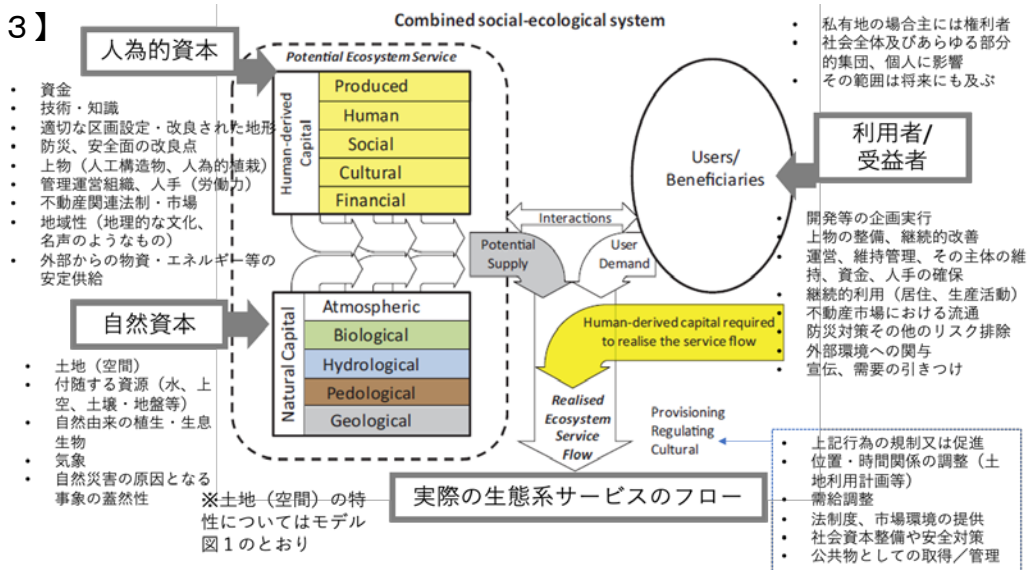 3】
Combined social-ecological system
人為的資本
• 資金
• 技術・知識
• 適切な区画設定・改良された地形
• 防災、安全面の改良点
• 上物（人工構造物、人為的植栽）
• 管理運営組織、人手（労働力）
• 不動産関連法制・市場
• 地域性（地理的な文化、
名声のようなもの）
• 外部からの物資・エネルギー等の
安定供給
自然資本
• 土地（空間）
• 付随する資源（水、上
空、土壌・地盤等）
• 自然由来の植生・生息
生物
• 気象
• 自然災害の原因となる
事象の蓋然性
Potential Ecosystem Service
Human-derived
Capital
Produced
Human
Social
Cultural
Financial
Natural Capital
Atmospheric
Biological
Hydrological
Pedological
Geological
※土地（空間）の特
性についてはモデル
図１のとおり
Interactions
Potential
Supply
User
Demand
Human-derived capital required
to realise the service flow
Realised
Ecosystem
Service
Flow
Provisioning
Regulating
Cultural
実際の生態系サービスのフロー
Users/
Beneficiaries
• 私有地の場合主には権利者
• 社会全体及びあらゆる部分
的集団、個人に影響
• その範囲は将来にも及ぶ
利用者/
受益者
• 開発等の企画実行
• 上物の整備、継続的改善
• 運営、維持管理、その主体の維
持、資金、人手の確保
• 継続的利用（居住、生産活動）
• 不動産市場における流通
• 防災対策その他のリスク排除
• 外部環境への関与
• 宣伝、需要の引きつけ
• 上記行為の規制又は促進
• 位置・時間関係の調整（土
地利用計画等）
• 需給調整
• 法制度、市場環境の提供
• 社会資本整備や安全対策
• 公共物としての取得／管理